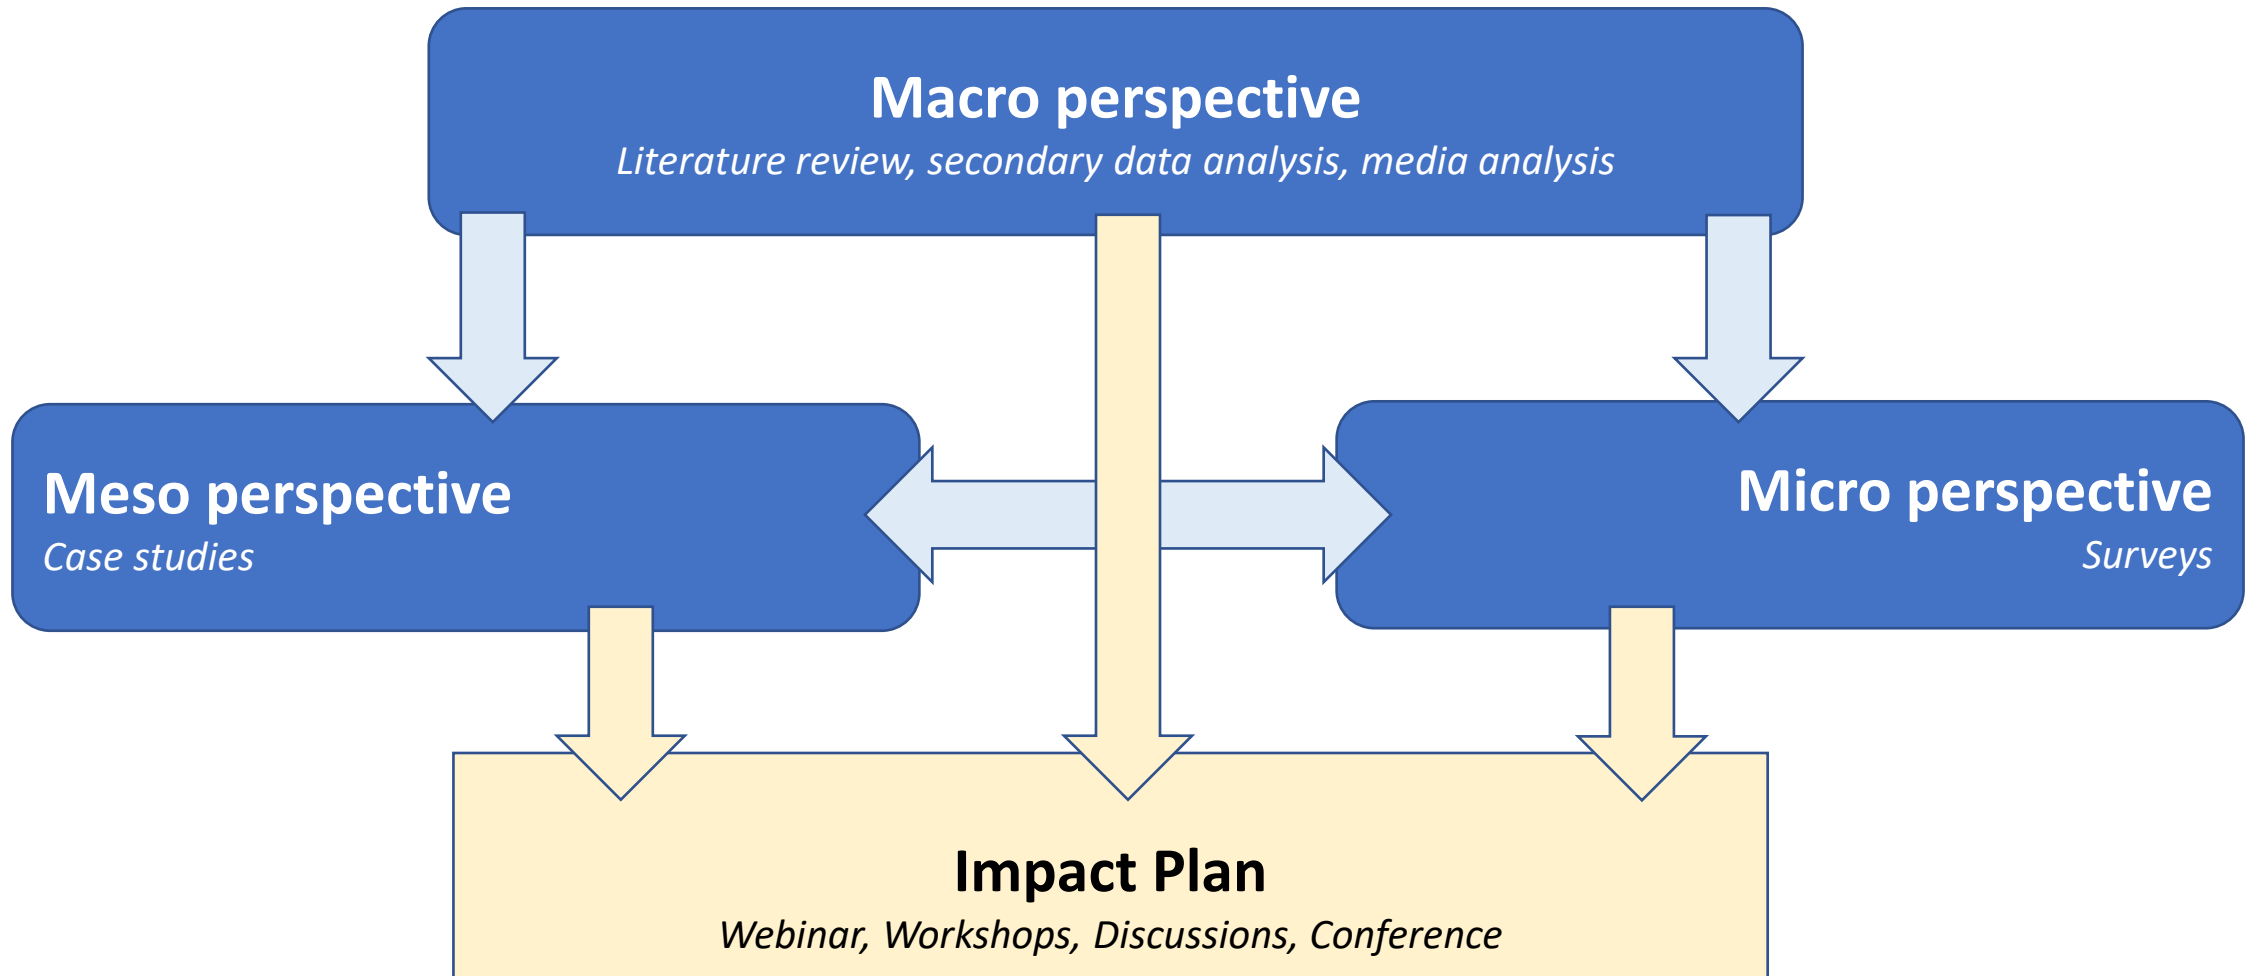 Macro perspective
Literature review, secondary data analysis, media analysis
Meso perspective
Case studies
Micro perspective
Surveys
Impact Plan
Webinar, Workshops, Discussions, Conference